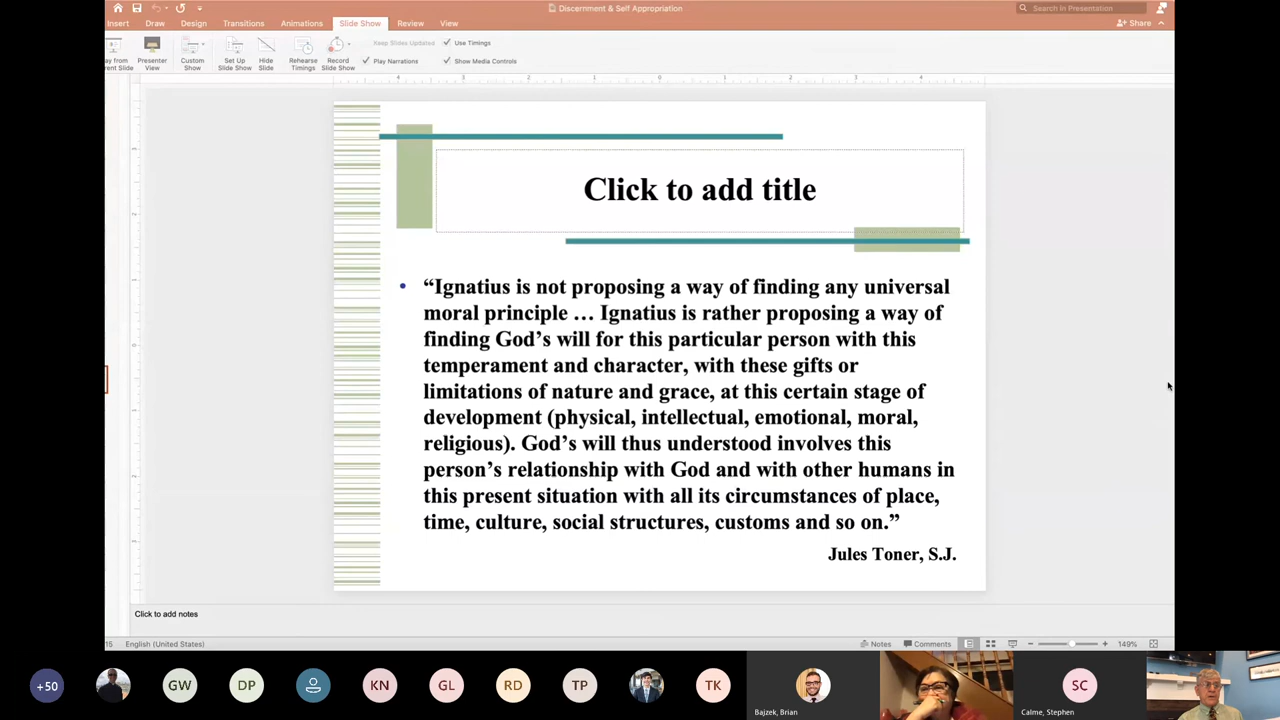 Discernment & Self Appropriation
Search in Presentation
Insert Draw Design Transitions Animations Slide Show Review View
Share
Presenter View
Custom Show
Set Up Slide Show
Hide Slide
Rehearse Timings
Record Slide Show
Keep Slides Updated
Play Narrations
Use Timings
Show Media Controls
Click to add title
• “Ignatius is not proposing a way of finding any universal
moral principle … Ignatius is rather proposing a way of
finding God’s will for this particular person with this
temperament and character, with these gifts or
limitations of nature and grace, at this certain stage of
development (physical, intellectual, emotional, moral,
religious). God’s will thus understood involves this
person’s relationship with God and with other humans in
this present situation with all its circumstances of place,
time, culture, social structures, customs and so on.”
Jules Toner, S.J.
Click to add notes
15 English (United States) Notes Comments 149%
+50 GW DP KN GL RD TP TK SC
Bajzek, Brian
Calme, Stephen